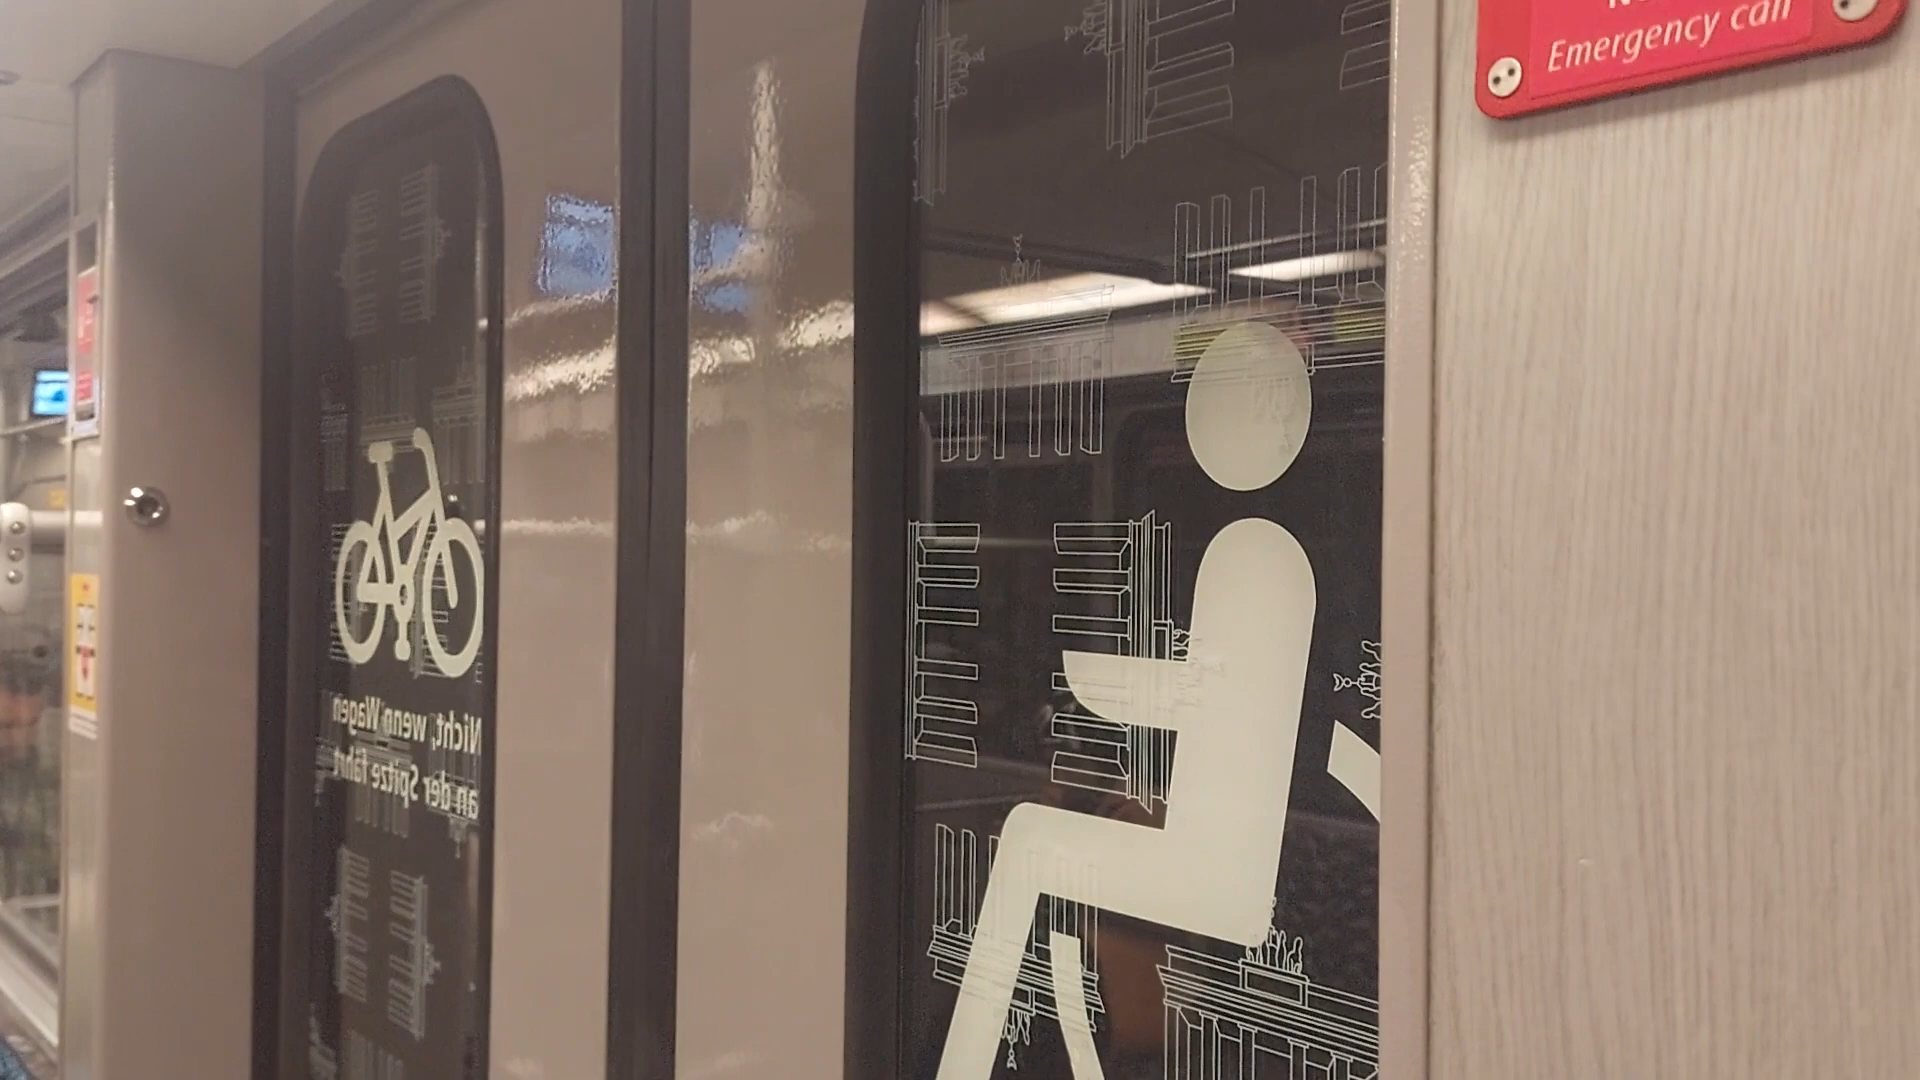 Emergency call
Nicht, wenn Wagen
an der Spitze fährt